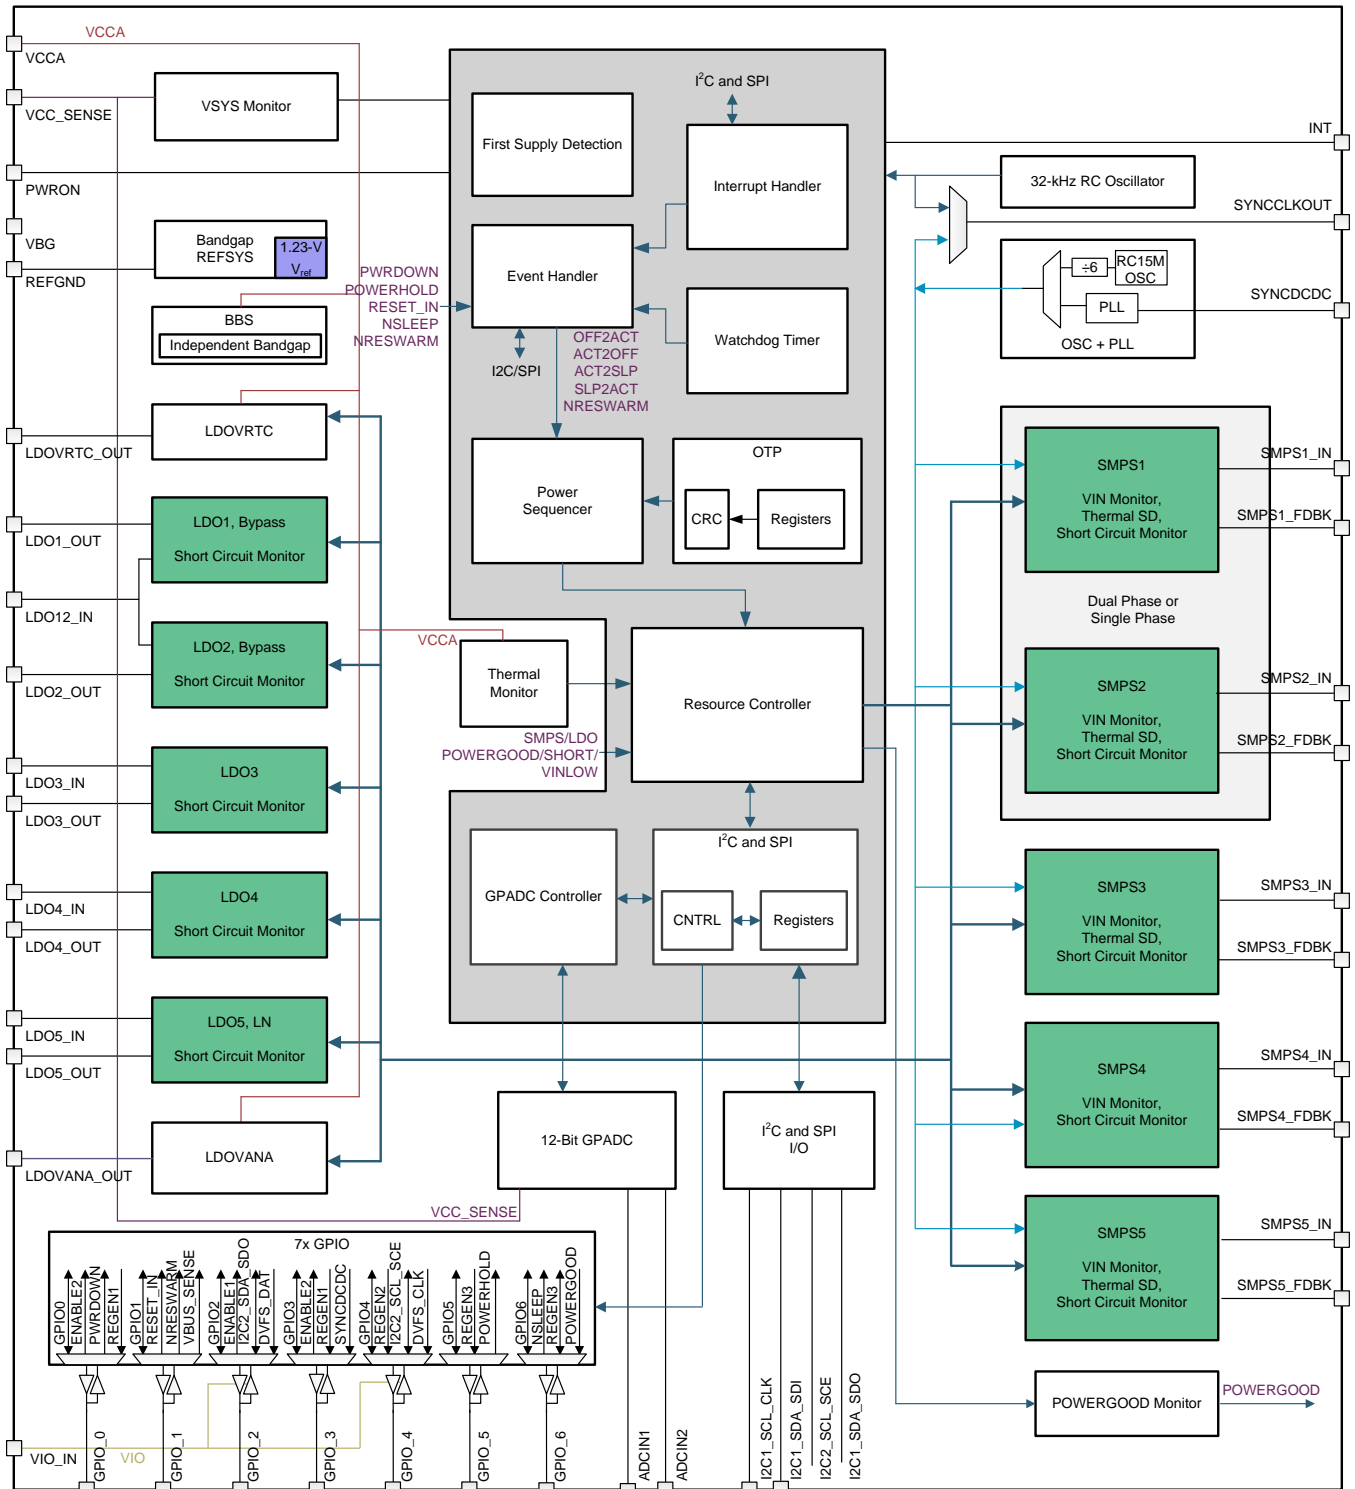 VCCA
VCCA
VCC_SENSE
VSYS Monitor
PWRON
VBG
REFGND
Bandgap
REFSYS
1.23-V
Vref
BBS
Independent Bandgap
PWRDOWN
POWERHOLD
RESET_IN
NSLEEP
NRESWARM
LDOVRTC
LDOVRTC_OUT
LDO1, Bypass
Short Circuit Monitor
LDO1_OUT
LDO12_IN
LDO2, Bypass
Short Circuit Monitor
LDO2_OUT
LDO3
Short Circuit Monitor
LDO3_IN
LDO3_OUT
LDO4
Short Circuit Monitor
LDO4_IN
LDO4_OUT
LDO5, LN
Short Circuit Monitor
LDO5_IN
LDO5_OUT
LDOVANA
LDOVANA_OUT
I²C and SPI
First Supply Detection
Interrupt Handler
Event Handler
I2C/SPI
OFF2ACT
ACT2OFF
ACT2SLP
SLP2ACT
NRESWARM
Watchdog Timer
Power
Sequencer
OTP
CRC
Registers
VCCA
Thermal
Monitor
Resource Controller
SMPS/LDO
POWERGOOD/SHORT/
VINLOW
GPADC Controller
I²C and SPI
CNTRL
Registers
12-Bit GPADC
I²C and SPI
I/O
VCC_SENSE
INT
32-kHz RC Oscillator
SYNCCLKOUT
÷6
RC15M
OSC
PLL
OSC + PLL
SYNCDCDC
SMPS1
VIN Monitor,
Thermal SD,
Short Circuit Monitor
SMPS1_IN
SMPS1_FDBK
Dual Phase or
Single Phase
SMPS2
VIN Monitor,
Thermal SD,
Short Circuit Monitor
SMPS2_IN
SMPS2_FDBK
SMPS3
VIN Monitor,
Thermal SD,
Short Circuit Monitor
SMPS3_IN
SMPS3_FDBK
SMPS4
VIN Monitor,
Short Circuit Monitor
SMPS4_IN
SMPS4_FDBK
SMPS5
VIN Monitor,
Thermal SD,
Short Circuit Monitor
SMPS5_IN
SMPS5_FDBK
POWERGOOD Monitor
POWERGOOD
7x GPIO
GPIO0
ENABLE2
PWRDOWN
REGEN1
GPIO1
RESET_IN
NRESWARM
VBUS_SENSE
GPIO2
ENABLE1
I2C2_SDA_SDO
DVFS_DAT
GPIO3
ENABLE2
REGEN1
SYNCDCDC
GPIO4
REGEN2
I2C2_SCL_SCE
DVFS_CLK
GPIO5
REGEN3
POWERHOLD
GPIO6
NSLEEP
REGEN3
POWERGOOD
VIO_IN
VIO
GPIO_0
GPIO_1
GPIO_2
GPIO_3
GPIO_4
GPIO_5
GPIO_6
ADCIN1
ADCIN2
I2C1_SCL_CLK
I2C1_SDA_SDI
I2C2_SCL_SCE
I2C1_SDA_SDO